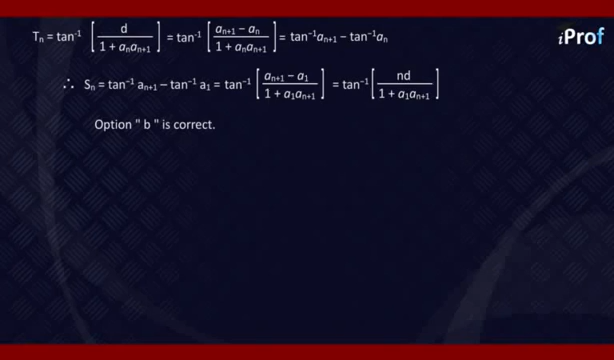 Tₙ = tan⁻¹ [d / (1 + aₙaₙ₊₁)] = tan⁻¹ [(aₙ₊₁ − aₙ) / (1 + aₙaₙ₊₁)] = tan⁻¹aₙ₊₁ − tan⁻¹aₙ
iProf
∴ Sₙ = tan⁻¹ aₙ₊₁ − tan⁻¹ a₁ = tan⁻¹ [(aₙ₊₁ − a₁) / (1 + a₁aₙ₊₁)] = tan⁻¹ [nd / (1 + a₁aₙ₊₁)]
Option " b " is correct.